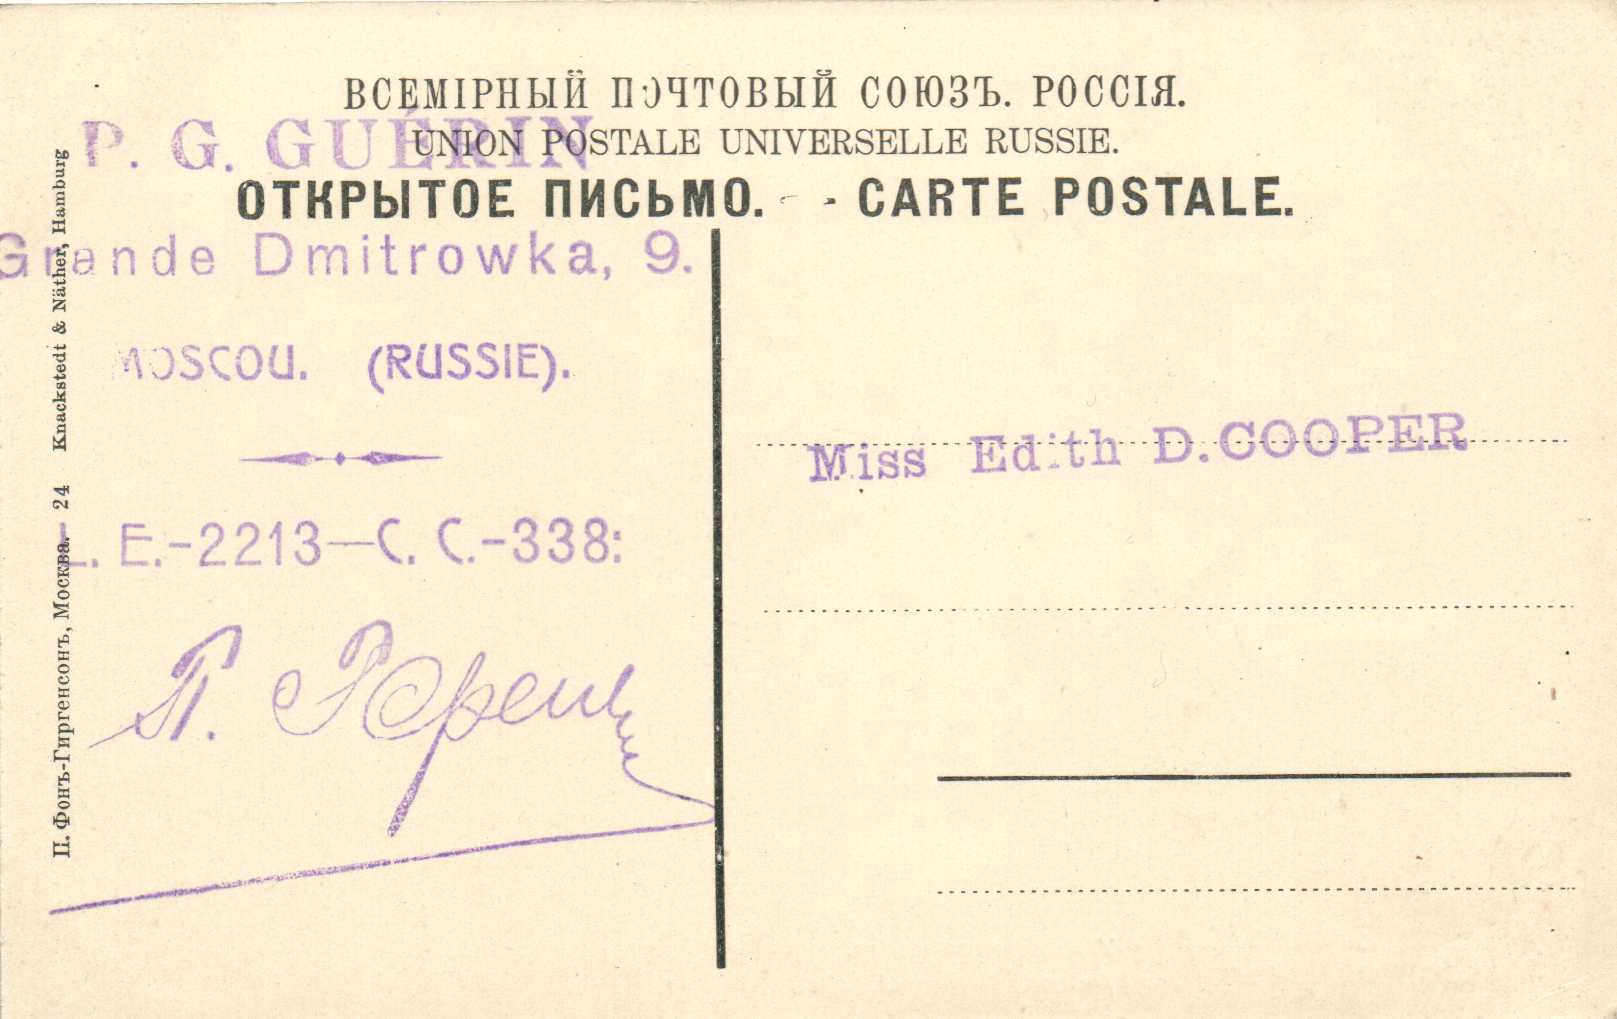 ВСЕМІРНЫЙ ПОЧТОВЫЙ СОЮЗЪ. РОССІЯ.
UNION POSTALE UNIVERSELLE RUSSIE.
ОТКРЫТОЕ ПИСЬМО. - - CARTE POSTALE.
P. G. GUÉRIN
Grande Dmitrowka, 9.
MOSCOU. (RUSSIE).
L. E.-2213—C. C.-338:
П.
Miss Edith D. COOPER
П. Фонъ-Гиргенсонъ, Москва. 24 Knackstedt & Näther, Hamburg